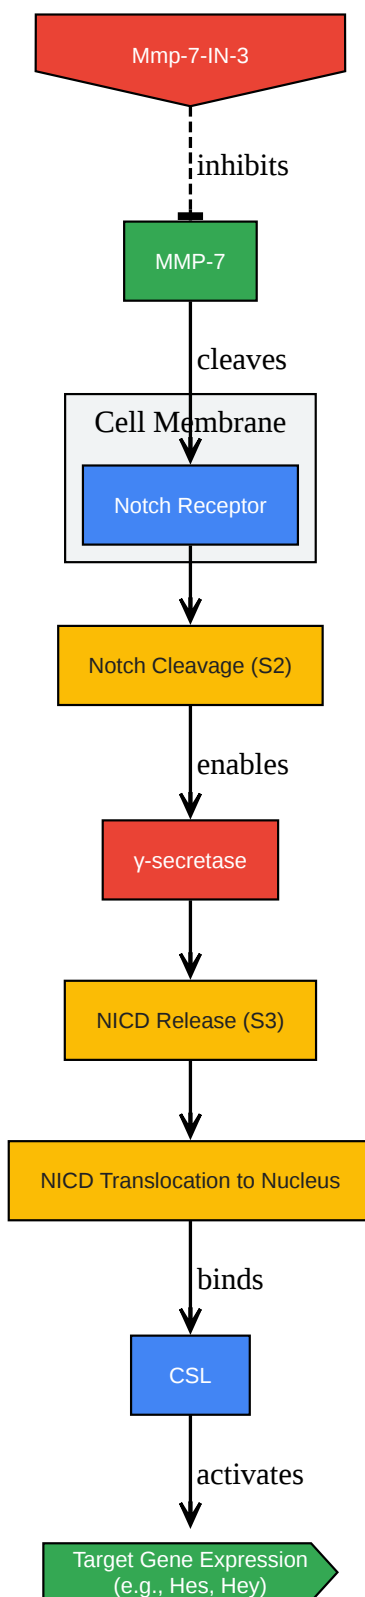 Mmp-7-IN-3
inhibits
MMP-7
cleaves
Cell Membrane
Notch Receptor
Notch Cleavage (S2)
enables
γ-secretase
NICD Release (S3)
NICD Translocation to Nucleus
binds
CSL
activates
Target Gene Expression
(e.g., Hes, Hey)